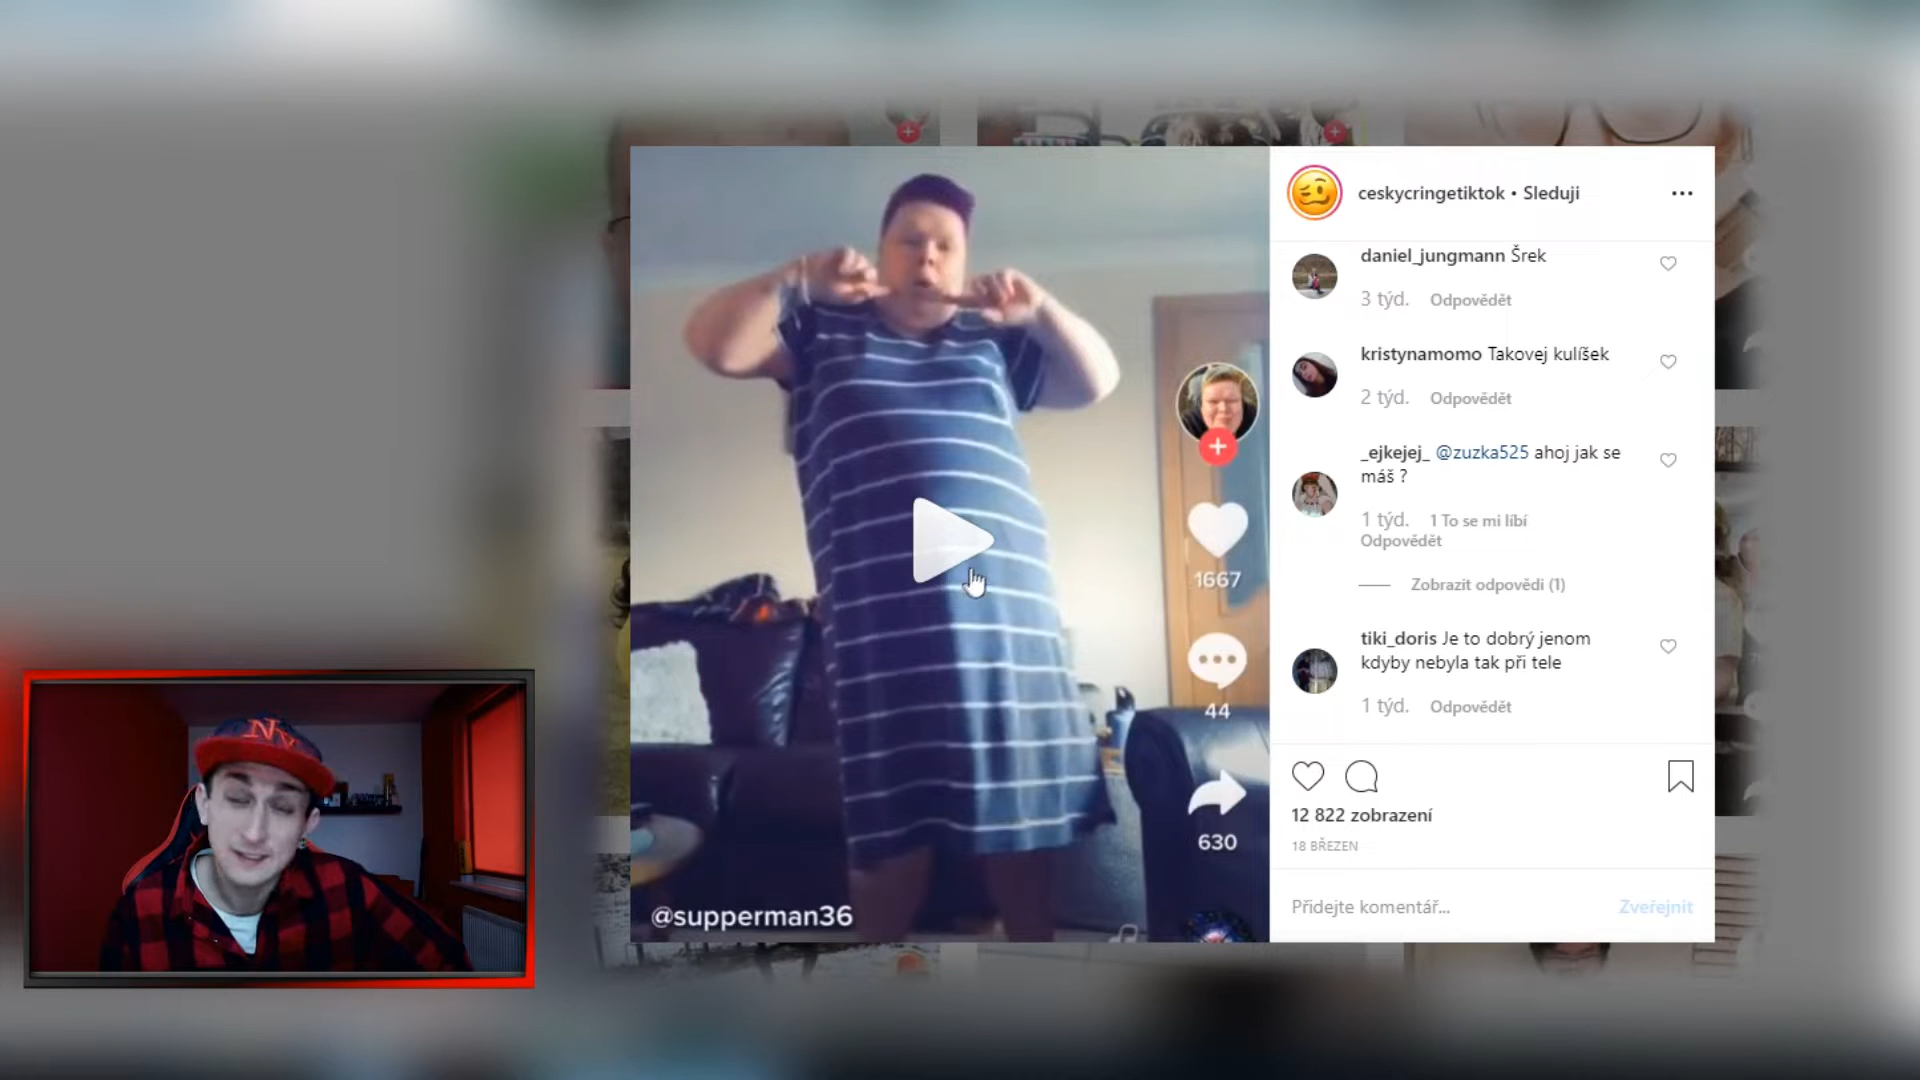 ceskycringetiktok • Sleduji
daniel_jungmann Šrek
3 týd. Odpovědět
kristynamomo Takovej kulíšek
2 týd. Odpovědět
_ejkejej_ @zuzka525 ahoj jak se
máš ?
1 týd. 1 To se mi líbí
Odpovědět
Zobrazit odpovědi (1)
tiki_doris Je to dobrý jenom
kdyby nebyla tak při tele
1 týd. Odpovědět
12 822 zobrazení
18 BŘEZEN
Přidejte komentář...
Zveřejnit
1667
44
630
@supperman36
NY